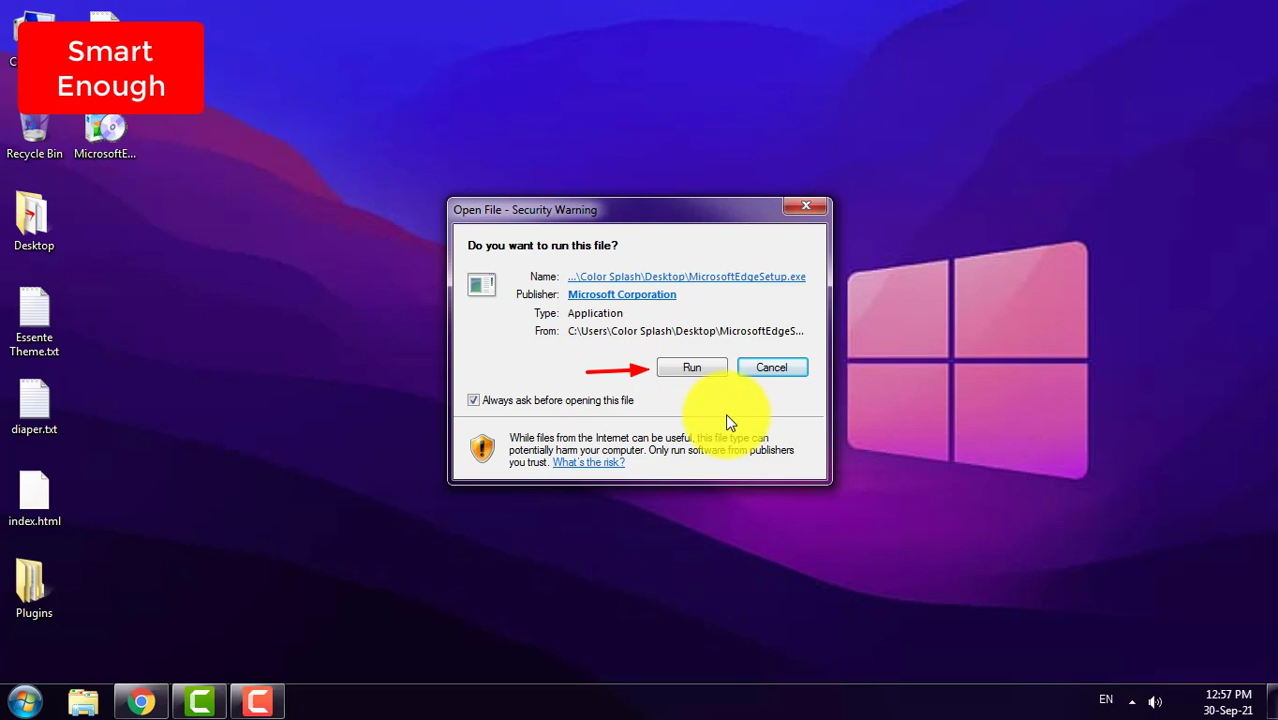 Smart
Enough
Recycle Bin
MicrosoftE...
Desktop
Essente
Theme.txt
diaper.txt
index.html
Plugins
Open File - Security Warning
Do you want to run this file?
Name: ...\Color Splash\Desktop\MicrosoftEdgeSetup.exe
Publisher: Microsoft Corporation
Type: Application
From: C:\Users\Color Splash\Desktop\MicrosoftEdgeS...
Run
Cancel
Always ask before opening this file
While files from the Internet can be useful, this file type can
potentially harm your computer. Only run software from publishers
you trust. What's the risk?
EN
12:57 PM
30-Sep-21